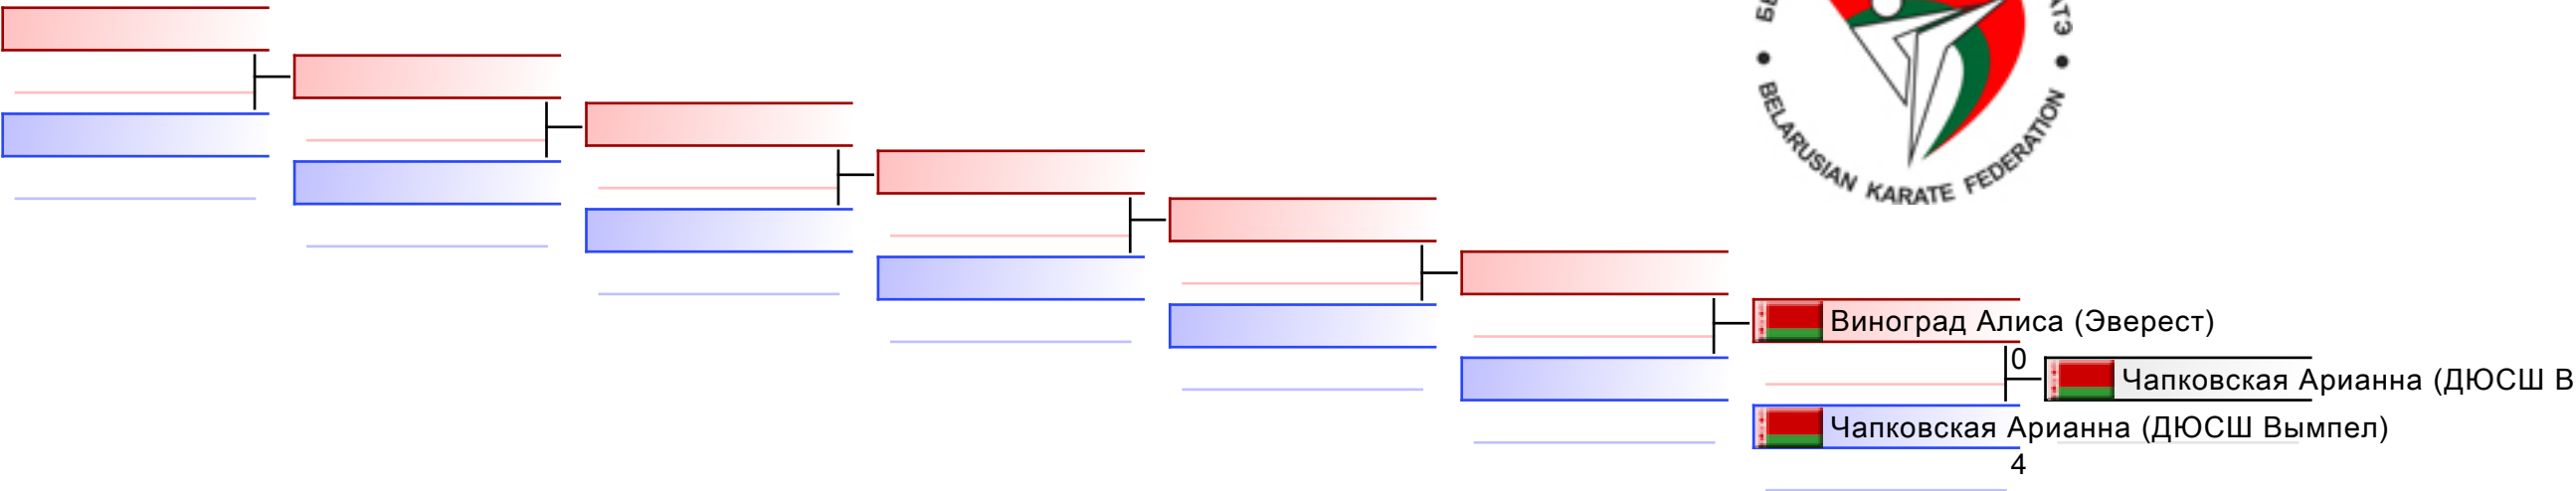 BELARUSIAN KARATE FEDERATION
Виноград Алиса (Эверест)
0
Чапковская Арианна (ДЮСШ В
Чапковская Арианна (ДЮСШ Вымпел)
4